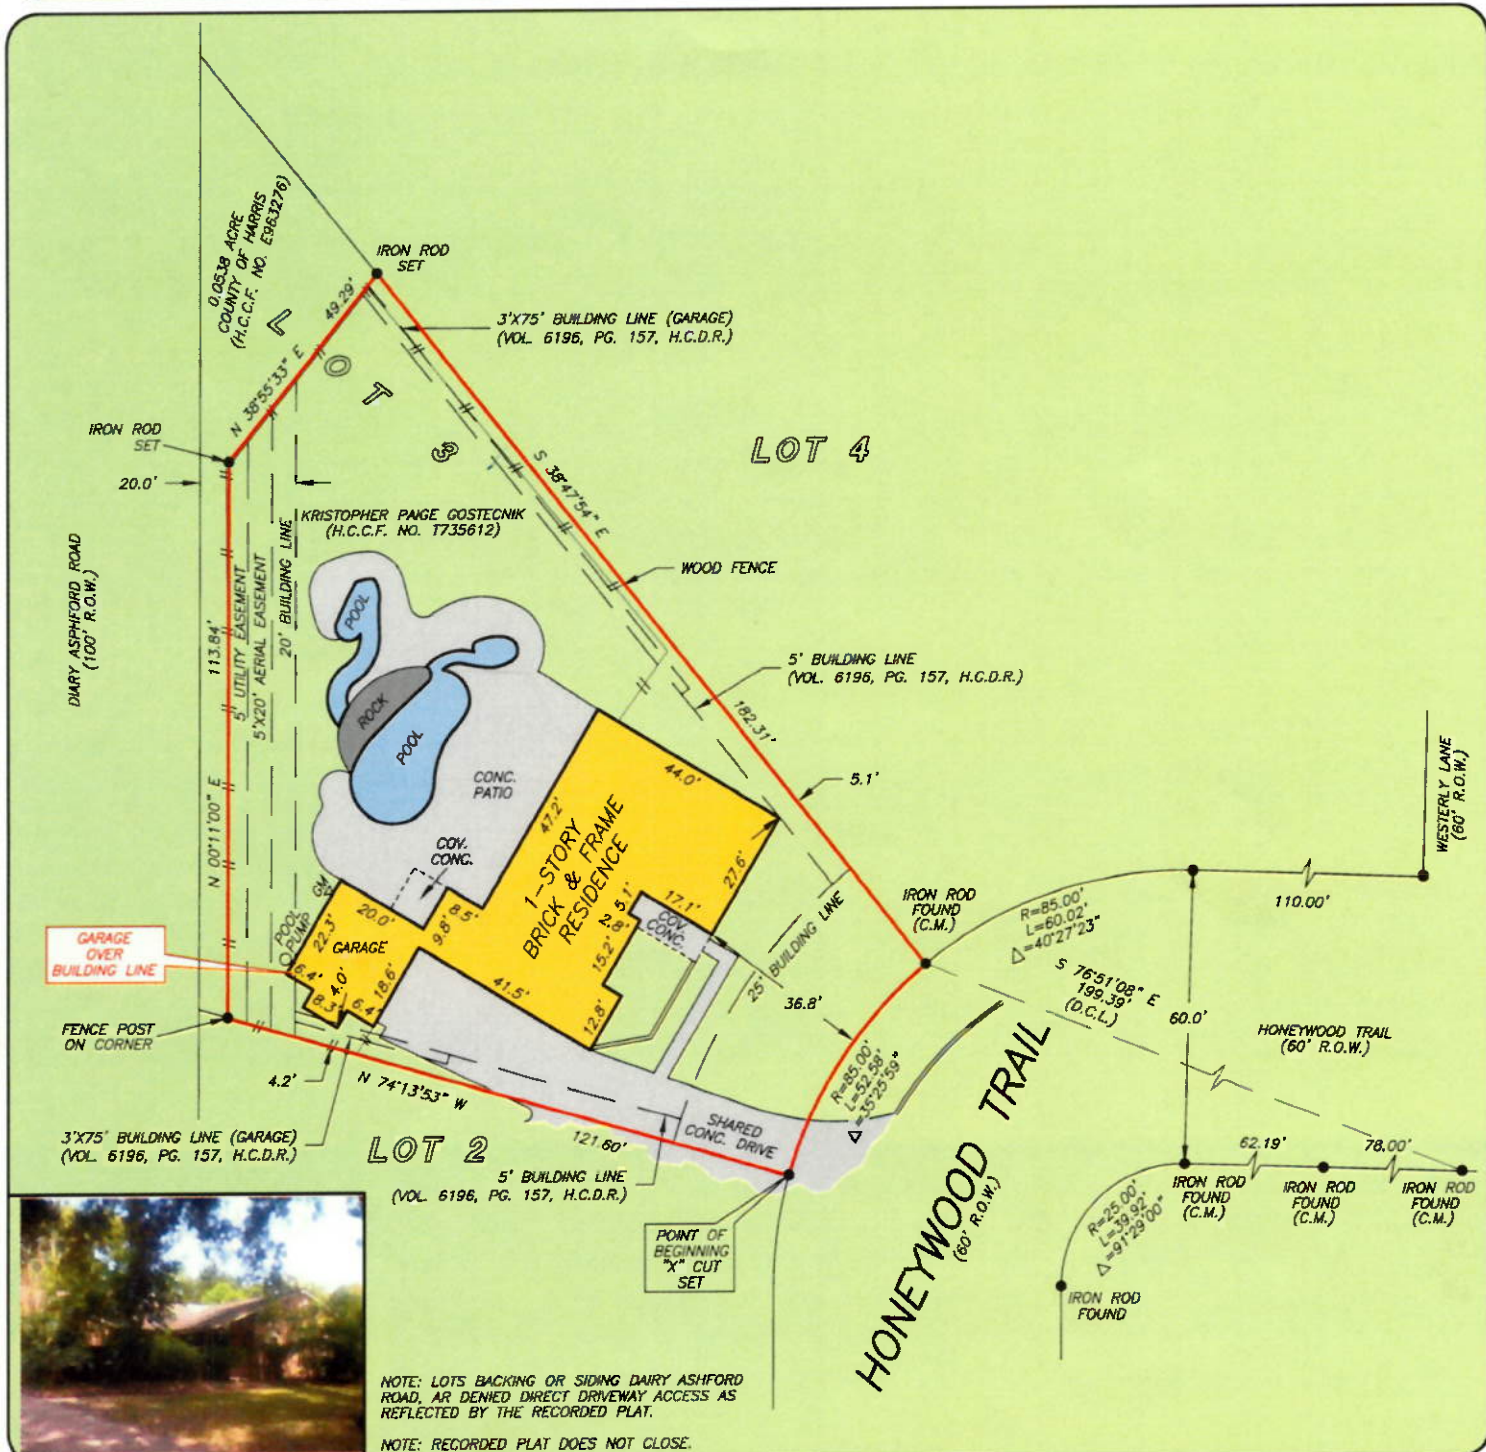 0.0538 ACRE
COUNTY OF HARRIS
(H.C.C.F. NO. E963276)
IRON ROD
SET
49.29'
N 38°55'33" E
LOT 3
3'X75' BUILDING LINE (GARAGE)
(VOL. 6196, PG. 157, H.C.D.R.)
LOT 4
IRON ROD
SET
20.0'
S 38°47'54" E
KRISTOPHER PAIGE GOSTECNIK
(H.C.C.F. NO. T735612)
WOOD FENCE
DIARY ASPHFORD ROAD
(100' R.O.W.)
113.84'
N 00°11'00" E
5' UTILITY EASEMENT
5'X20' AERIAL EASEMENT
20' BUILDING LINE
POOL
ROCK
POOL
5' BUILDING LINE
(VOL. 6196, PG. 157, H.C.D.R.)
182.31'
5.1'
CONC.
PATIO
COV.
CONC.
44.0'
47.2'
1-STORY
BRICK & FRAME
RESIDENCE
27.6'
17.1'
5.1'
2.8'
COV.
CONC.
15.2'
12.8'
41.5'
8.5'
9.8'
20.0'
GM
POOL
PUMP
22.3'
GARAGE
6.4'
4.0'
8.3'
6.4'
18.6'
GARAGE
OVER
BUILDING LINE
FENCE POST
ON CORNER
4.2'
N 74°13'53" W
121.60'
3'X75' BUILDING LINE (GARAGE)
(VOL. 6196, PG. 157, H.C.D.R.)
LOT 2
5' BUILDING LINE
(VOL. 6196, PG. 157, H.C.D.R.)
SHARED
CONC. DRIVE
25' BUILDING LINE
36.8'
IRON ROD
FOUND
(C.M.)
R=85.00'
L=60.02'
△=40°27'23"
R=85.00'
L=52.58'
△=35°25'59"
S 76°51'08" E
199.39'
(D.C.L.)
60.0'
110.00'
WESTERLY LANE
(60' R.O.W.)
HONEYWOOD TRAIL
(60' R.O.W.)
62.19'
78.00'
IRON ROD
FOUND
(C.M.)
IRON ROD
FOUND
(C.M.)
IRON ROD
FOUND
(C.M.)
R=25.00'
L=39.92'
△=91°29'00"
IRON ROD
FOUND
HONEYWOOD TRAIL
(60' R.O.W.)
POINT OF
BEGINNING
"X" CUT
SET
NOTE: LOTS BACKING OR SIDING DAIRY ASHFORD
ROAD, AR DENIED DIRECT DRIVEWAY ACCESS AS
REFLECTED BY THE RECORDED PLAT.
NOTE: RECORDED PLAT DOES NOT CLOSE.